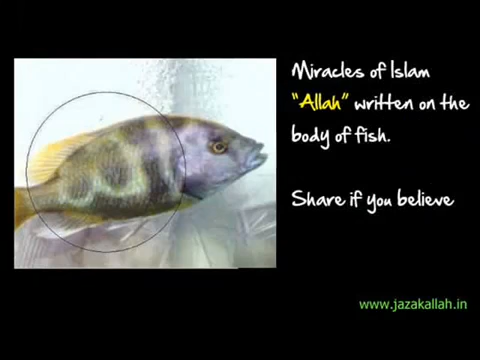 Miracles of Islam
"Allah" written on the
body of fish.
Share if you believe
www.jazakallah.in